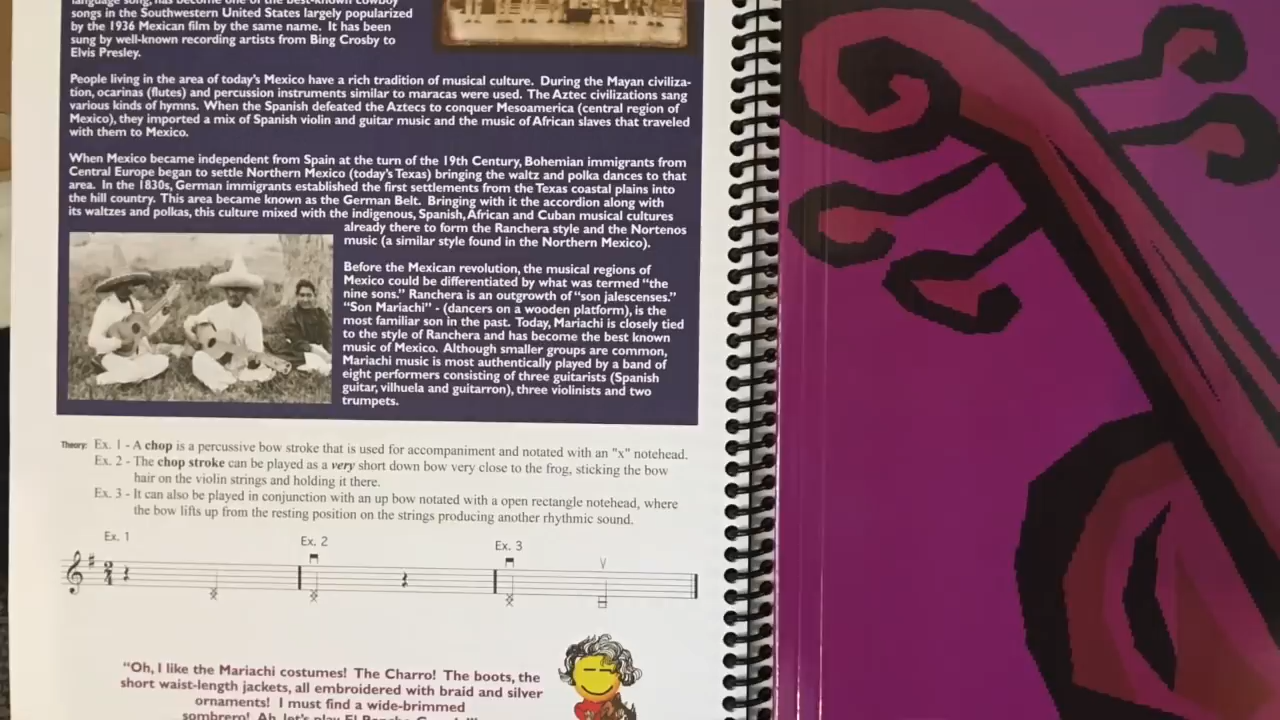 language song, has become one of the best-known cowboy
songs in the Southwestern United States largely popularized
by the 1936 Mexican film by the same name. It has been
sung by well-known recording artists from Bing Crosby to
Elvis Presley.
People living in the area of today's Mexico have a rich tradition of musical culture. During the Mayan civiliza-
tion, ocarinas (flutes) and percussion instruments similar to maracas were used. The Aztec civilizations sang
various kinds of hymns. When the Spanish defeated the Aztecs to conquer Mesoamerica (central region of
Mexico), they imported a mix of Spanish violin and guitar music and the music of African slaves that traveled
with them to Mexico.
When Mexico became independent from Spain at the turn of the 19th Century, Bohemian immigrants from
Central Europe began to settle Northern Mexico (today's Texas) bringing the waltz and polka dances to that
area. In the 1830s, German immigrants established the first settlements from the Texas coastal plains into
the hill country. This area became known as the German Belt. Bringing with it the accordion along with
its waltzes and polkas, this culture mixed with the indigenous, Spanish, African and Cuban musical cultures
already there to form the Ranchera style and the Nortenos
music (a similar style found in the Northern Mexico).
Before the Mexican revolution, the musical regions of
Mexico could be differentiated by what was termed "the
nine sons." Ranchera is an outgrowth of "son jalescenses."
"Son Mariachi" - (dancers on a wooden platform), is the
most familiar son in the past. Today, Mariachi is closely tied
to the style of Ranchera and has become the best known
music of Mexico. Although smaller groups are common,
Mariachi music is most authentically played by a band of
eight performers consisting of three guitarists (Spanish
guitar, vilhuela and guitarron), three violinists and two
trumpets.
Theory: Ex. 1 - A chop is a percussive bow stroke that is used for accompaniment and notated with an "x" notehead.
Ex. 2 - The chop stroke can be played as a very short down bow very close to the frog, sticking the bow
hair on the violin strings and holding it there.
Ex. 3 - It can also be played in conjunction with an up bow notated with a open rectangle notehead, where
the bow lifts up from the resting position on the strings producing another rhythmic sound.
Ex. 1
Ex. 2
Ex. 3
"Oh, I like the Mariachi costumes! The Charro! The boots, the
short waist-length jackets, all embroidered with braid and silver
ornaments! I must find a wide-brimmed
sombrero! Ah, let's play El Rancho